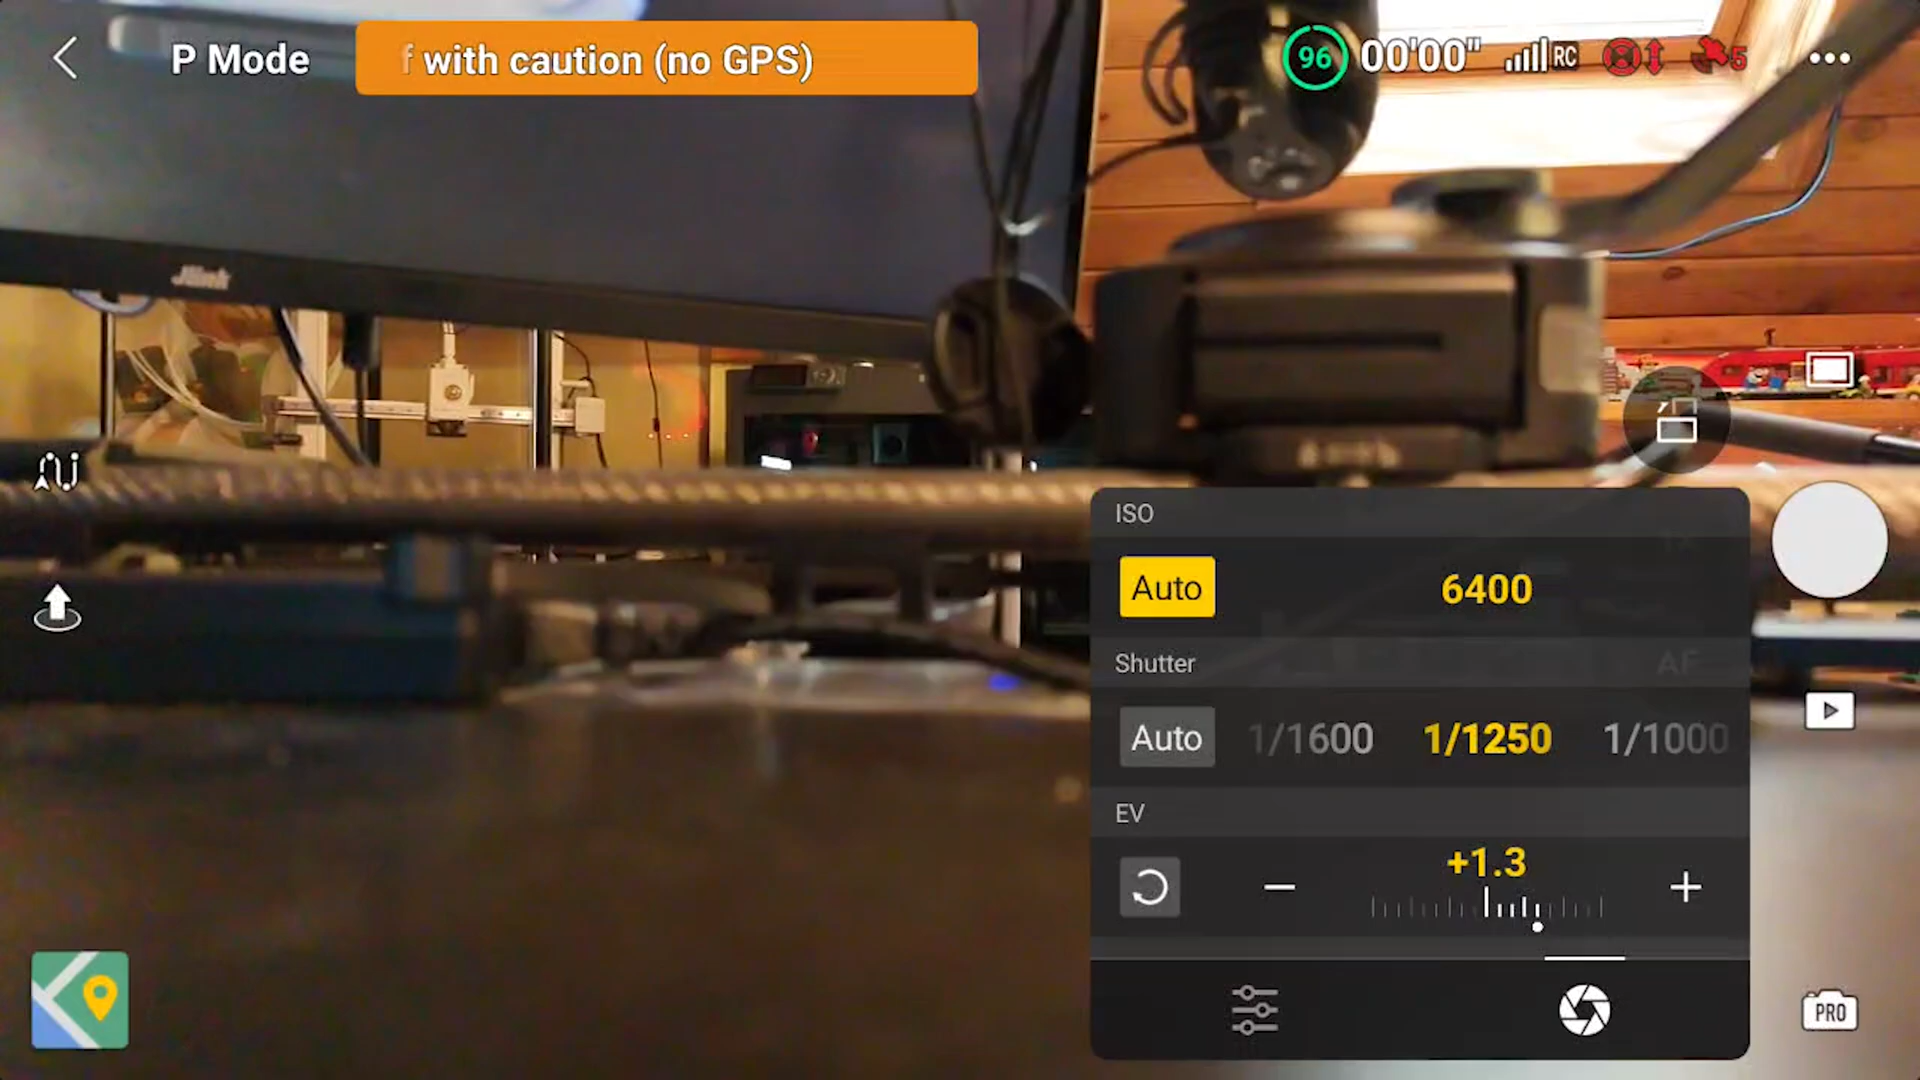 P Mode
f with caution (no GPS)
96
00'00"
RC
5
ISO
Auto
6400
Shutter
AF
Auto
1/1600
1/1250
1/1000
EV
+1.3
PRO